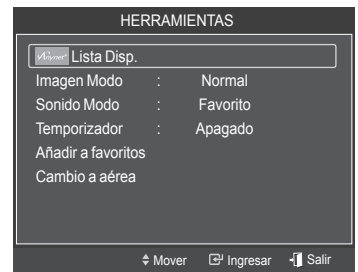 HERRAMIENTAS
Anynet+ Lista Disp.
Imagen Modo : Normal
Sonido Modo : Favorito
Temporizador : Apagado
Añadir a favoritos
Cambio a aérea
Mover Ingresar Salir